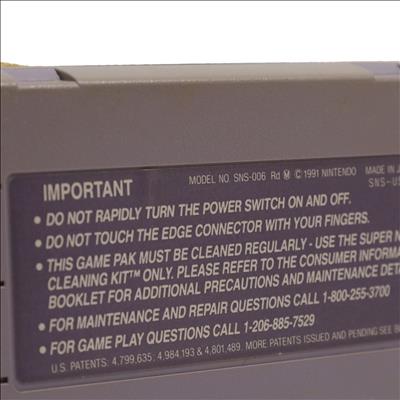 MODEL NO. SNS-006 Rd Ⓜ © 1991 NINTENDO MADE IN
IMPORTANT SNS-US
• DO NOT RAPIDLY TURN THE POWER SWITCH ON AND OFF.
• DO NOT TOUCH THE EDGE CONNECTOR WITH YOUR FINGERS.
• THIS GAME PAK MUST BE CLEANED REGULARLY - USE THE SUPER N
CLEANING KIT™ ONLY. PLEASE REFER TO THE CONSUMER INFORMA
BOOKLET FOR ADDITIONAL PRECAUTIONS AND MAINTENANCE DETA
• FOR MAINTENANCE AND REPAIR QUESTIONS CALL 1-800-255-3700
• FOR GAME PLAY QUESTIONS CALL 1-206-885-7529
U.S. PATENTS: 4,799,635; 4,984,193 & 4,801,489. MORE PATENTS ISSUED AND PENDING SEE